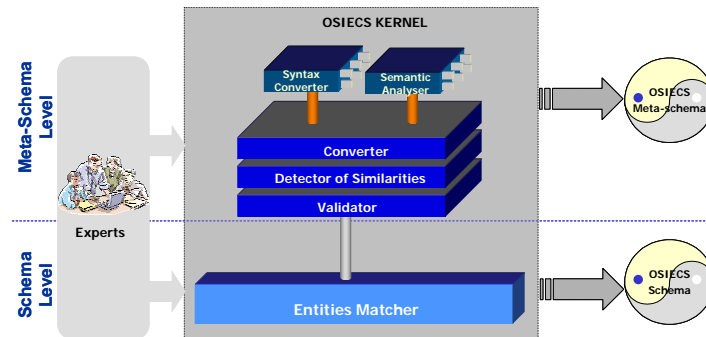 OSIECS KERNEL
Meta-Schema
Level
Syntax
Converter
Semantic
Analyser
OSIECS
Meta-schema
Converter
Detector of Similarities
Validator
Experts
Schema
Level
Entities Matcher
OSIECS
Schema